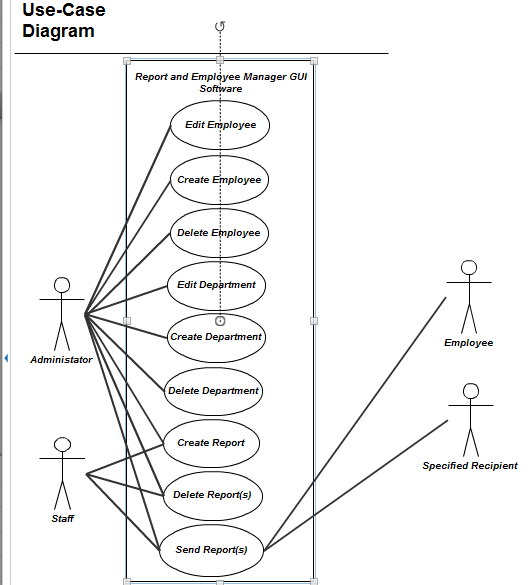 Use-Case
Diagram
Report and Employee Manager GUI
Software
Edit Employee
Create Employee
Delete Employee
Edit Department
Create Department
Delete Department
Create Report
Delete Report(s)
Send Report(s)
Administator
Staff
Employee
Specified Recipient